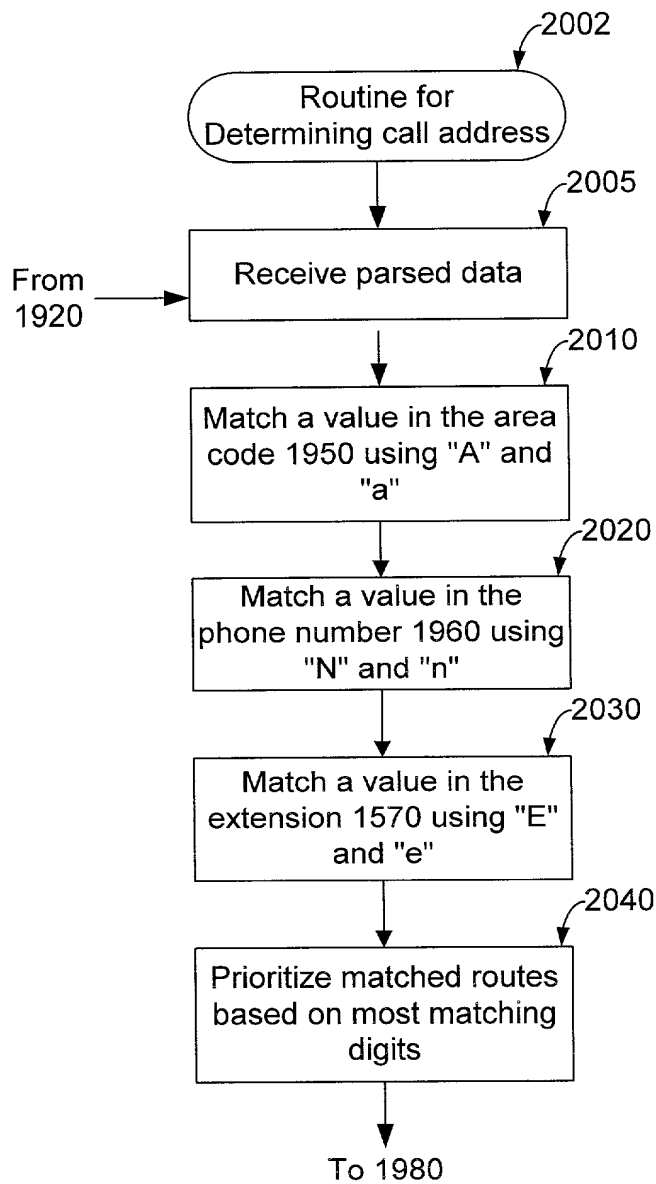 2002
Routine for
Determining call address
2005
Receive parsed data
From
1920
2010
Match a value in the area
code 1950 using "A" and
"a"
2020
Match a value in the
phone number 1960 using
"N" and "n"
2030
Match a value in the
extension 1570 using "E"
and "e"
2040
Prioritize matched routes
based on most matching
digits
To 1980